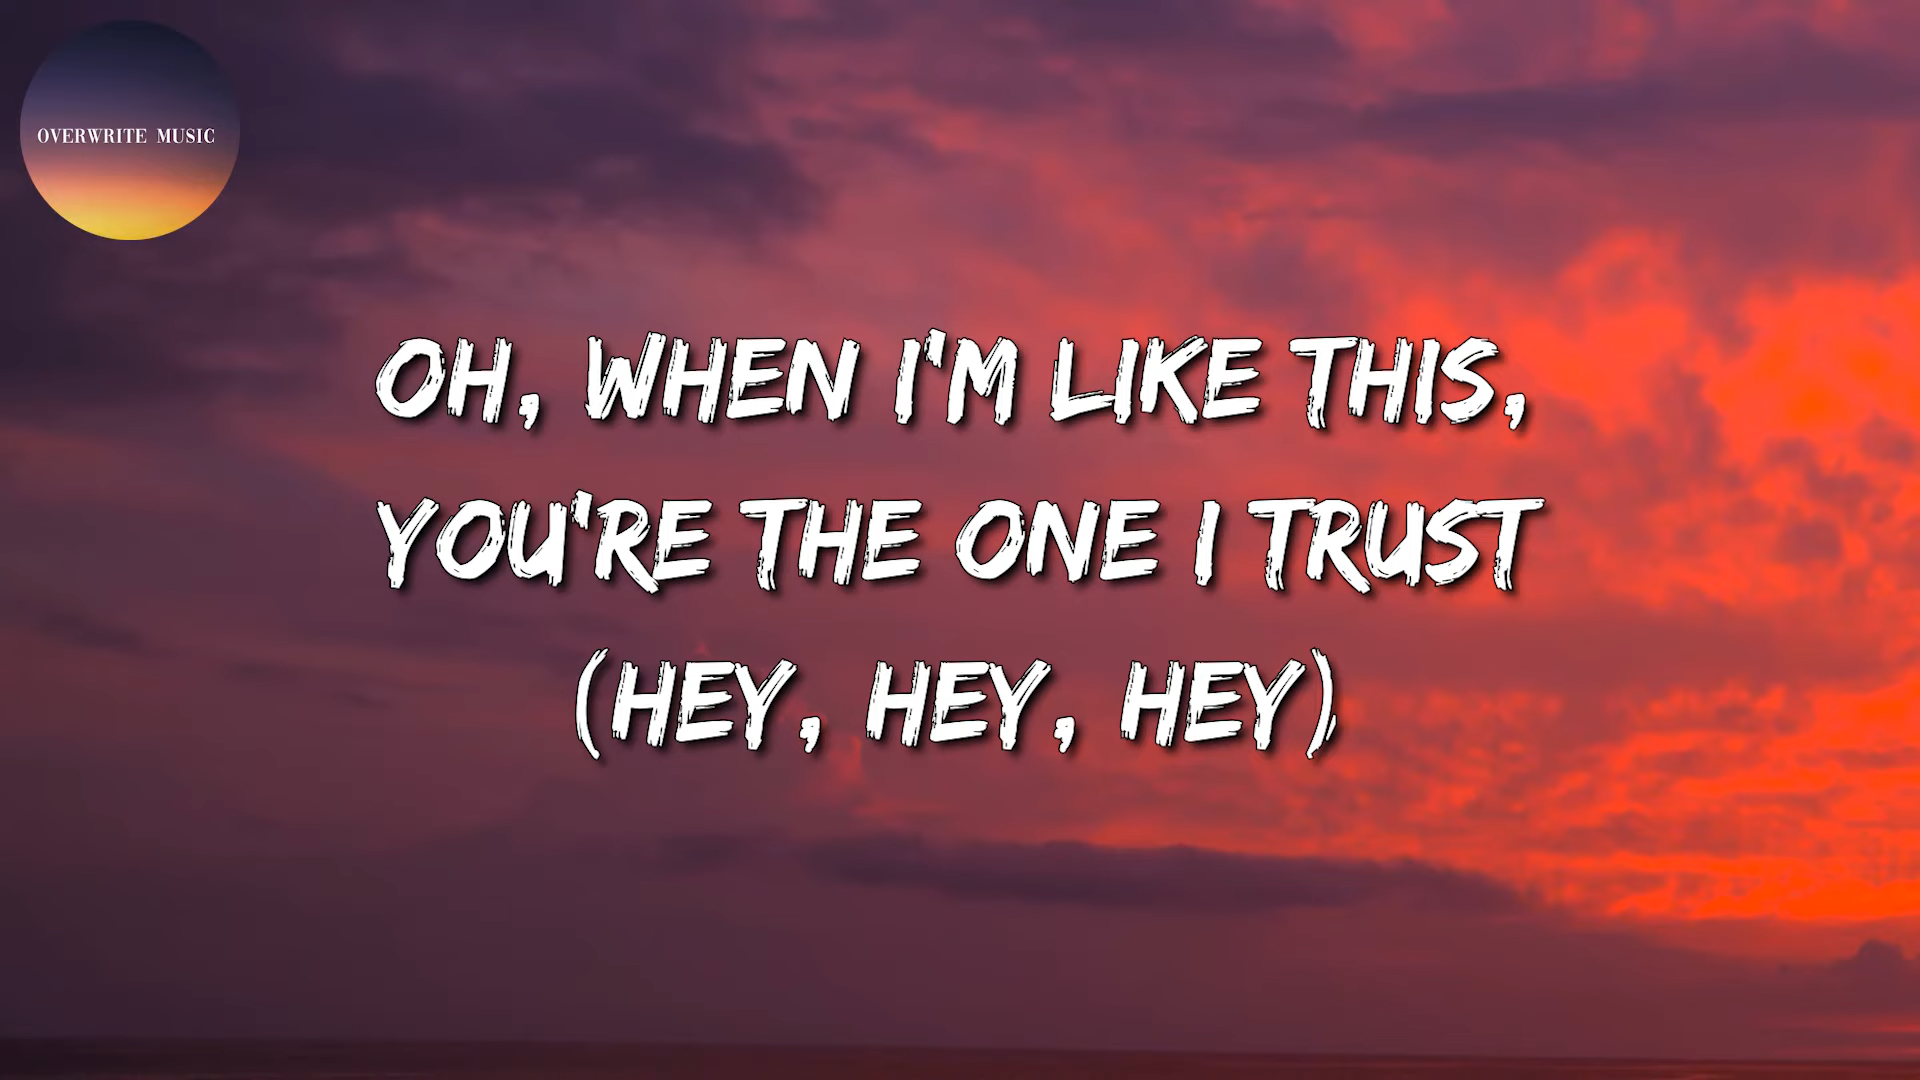 OVERWRITE MUSIC
OH, WHEN I'M LIKE THIS,
YOU'RE THE ONE I TRUST
(HEY, HEY, HEY)